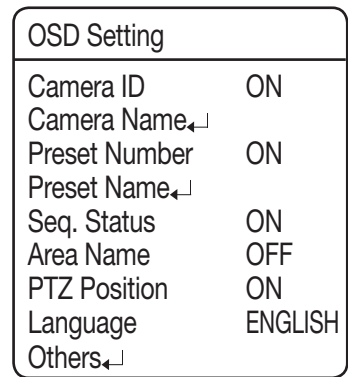 OSD Setting
Camera ID ON
Camera Name↵
Preset Number ON
Preset Name↵
Seq. Status ON
Area Name OFF
PTZ Position ON
Language ENGLISH
Others↵